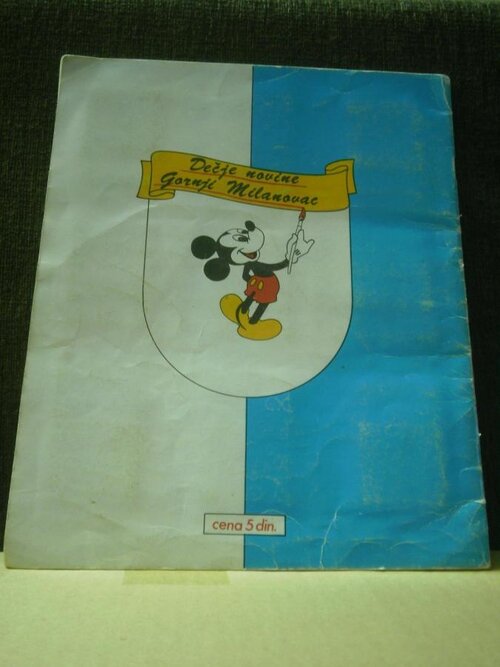 Dečje novine
Gornji Milanovac
cena 5 din.